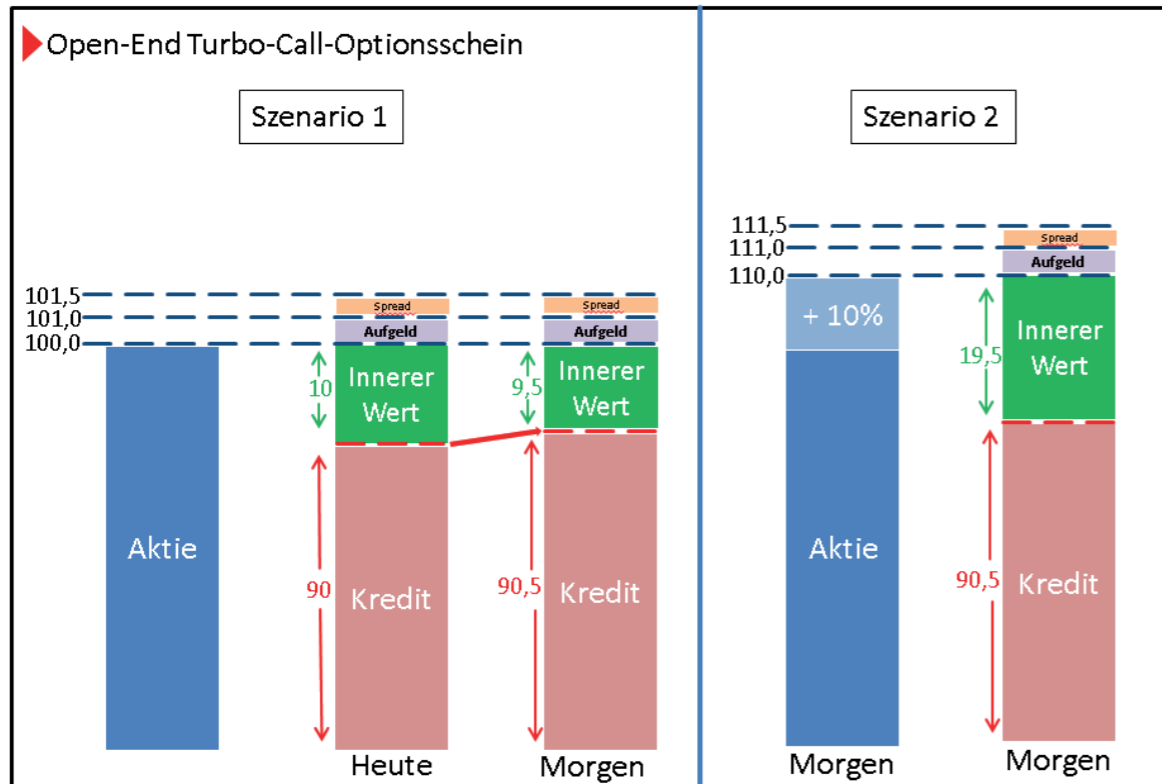 Open-End Turbo-Call-Optionsschein
Szenario 1
101,5
101,0
100,0
Spread
Aufgeld
10
Innerer
Wert
Spread
Aufgeld
9,5
Innerer
Wert
Aktie
90
Kredit
90,5
Kredit
Heute
Morgen
Szenario 2
111,5
111,0
110,0
Spread
Aufgeld
+ 10%
19,5
Innerer
Wert
Aktie
90,5
Kredit
Morgen
Morgen